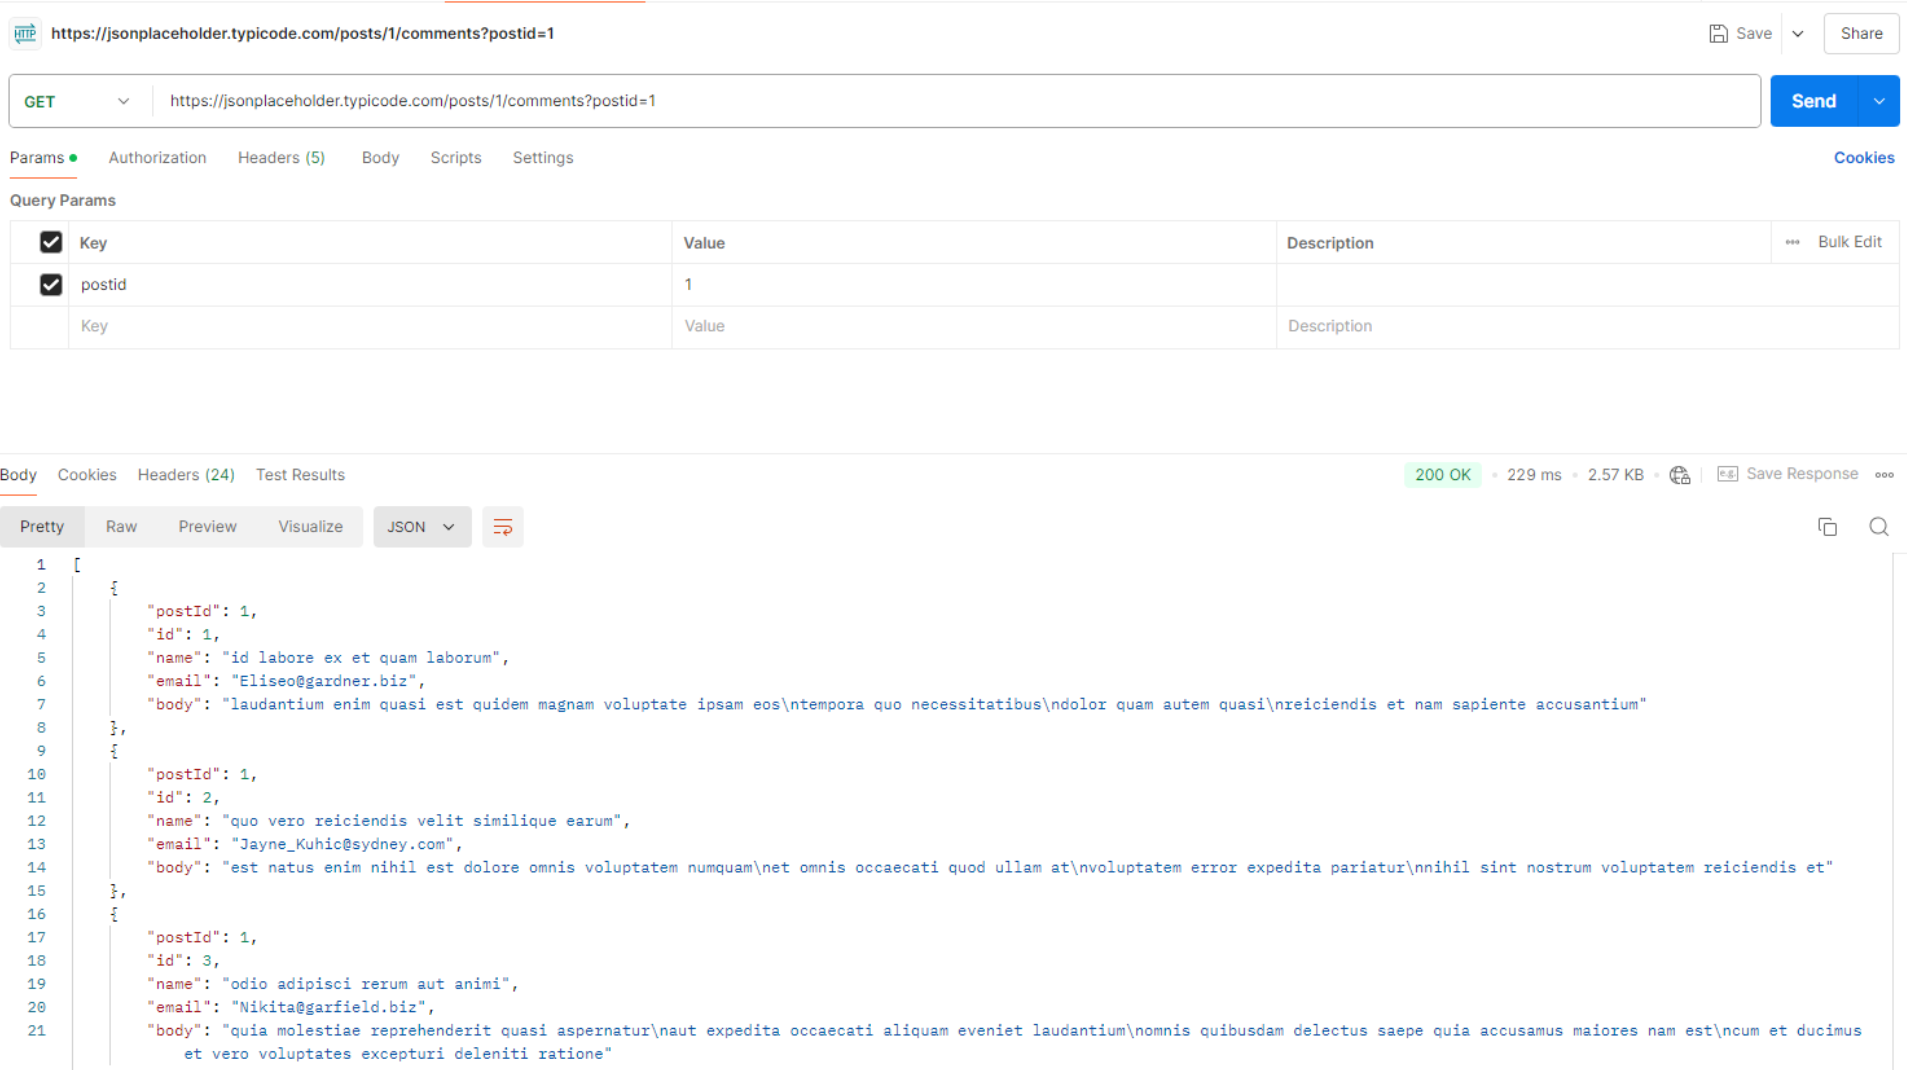 HTTP https://jsonplaceholder.typicode.com/posts/1/comments?postid=1 Save Share
GET https://jsonplaceholder.typicode.com/posts/1/comments?postid=1 Send
Params Authorization Headers (5) Body Scripts Settings Cookies
Query Params
Key Value Description Bulk Edit
postid 1
Key Value Description
Body Cookies Headers (24) Test Results 200 OK 229 ms 2.57 KB e.g. Save Response
Pretty Raw Preview Visualize JSON
1 [
2 {
3 "postId": 1,
4 "id": 1,
5 "name": "id labore ex et quam laborum",
6 "email": "Eliseo@gardner.biz",
7 "body": "laudantium enim quasi est quidem magnam voluptate ipsam eos\ntempora quo necessitatibus\ndolor quam autem quasi\nreiciendis et nam sapiente accusantium"
8 },
9 {
10 "postId": 1,
11 "id": 2,
12 "name": "quo vero reiciendis velit similique earum",
13 "email": "Jayne_Kuhic@sydney.com",
14 "body": "est natus enim nihil est dolore omnis voluptatem numquam\net omnis occaecati quod ullam at\nvoluptatem error expedita pariatur\nnihil sint nostrum voluptatem reiciendis et"
15 },
16 {
17 "postId": 1,
18 "id": 3,
19 "name": "odio adipisci rerum aut animi",
20 "email": "Nikita@garfield.biz",
21 "body": "quia molestiae reprehenderit quasi aspernatur\naut expedita occaecati aliquam eveniet laudantium\nomnis quibusdam delectus saepe quia accusamus maiores nam est\ncum et ducimus
et vero voluptates excepturi deleniti ratione"